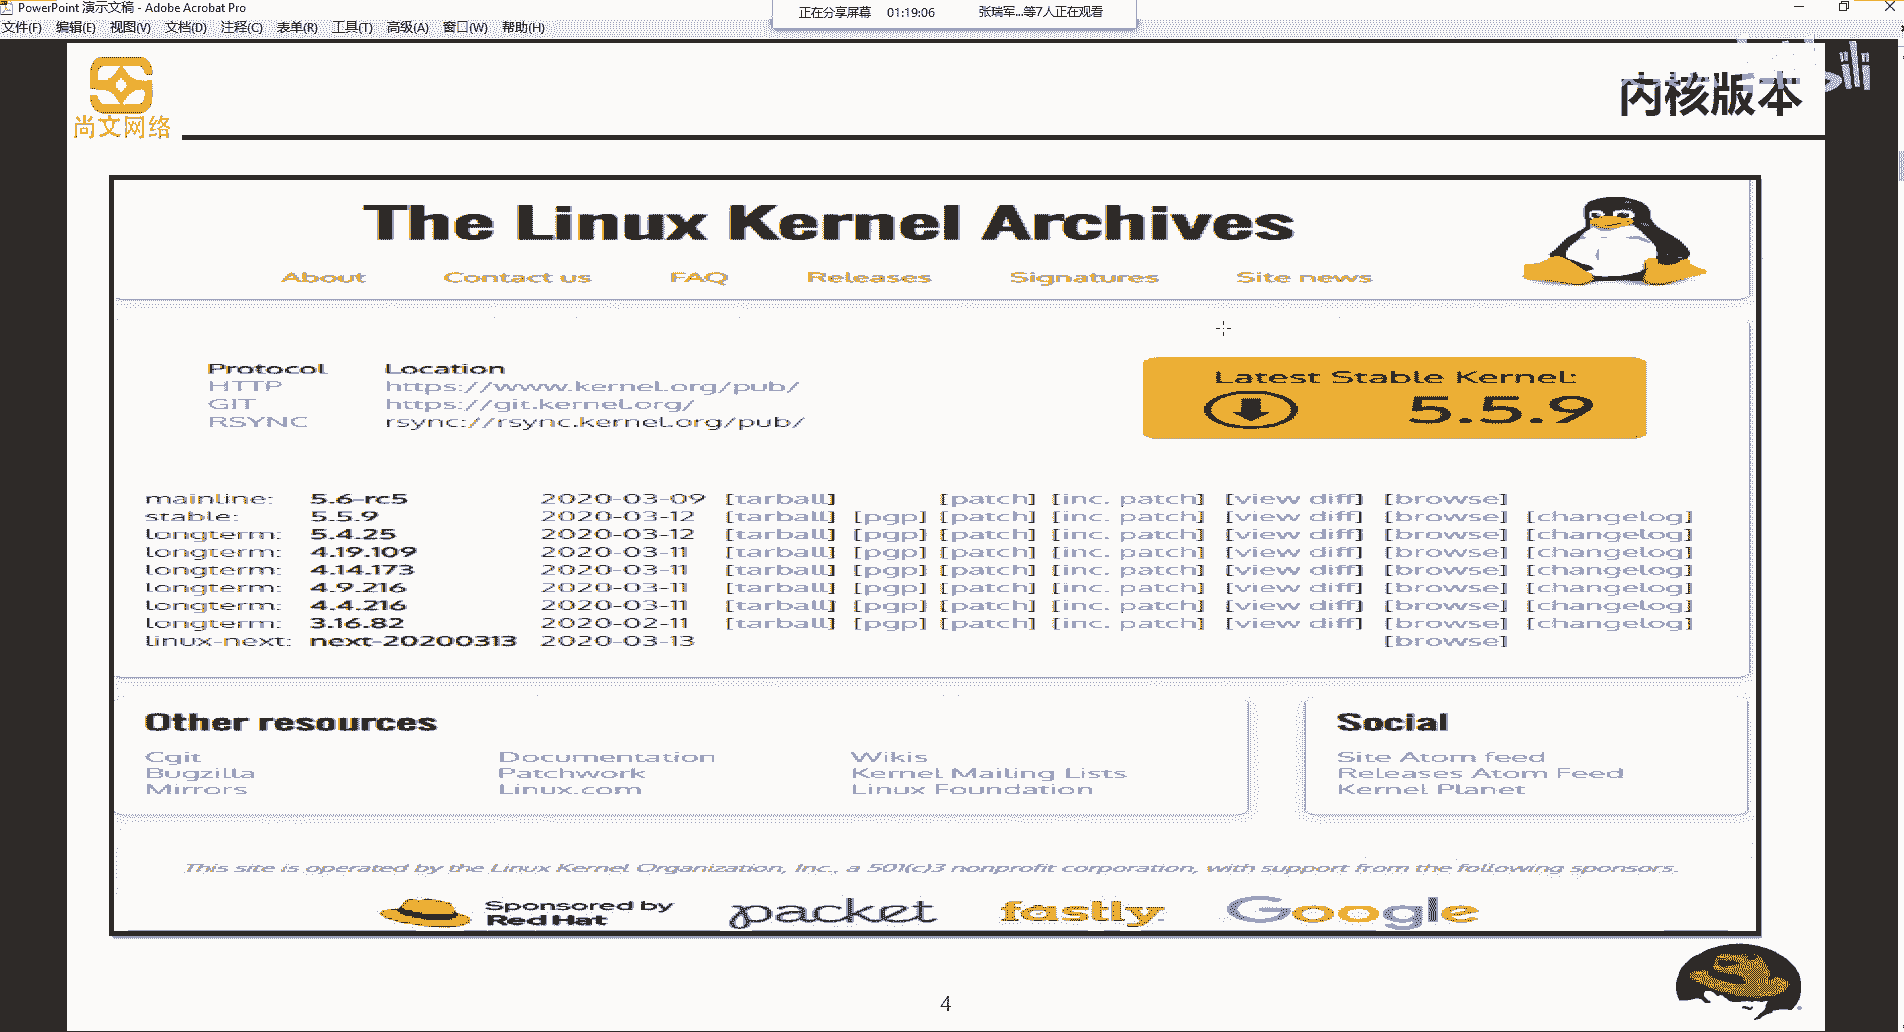 PowerPoint 演示文稿 - Adobe Acrobat Pro
正在分享屏幕 01:19:06 张瑞军...等7人正在观看
文件(F) 编辑(E) 视图(V) 文档(D) 注释(C) 表单(R) 工具(T) 高级(A) 窗口(W) 帮助(H)
尚文网络
内核版本
The Linux Kernel Archives
About Contact us FAQ Releases Signatures Site news
Protocol Location
HTTP https://www.kernel.org/pub/
GIT https://git.kernel.org/
RSYNC rsync://rsync.kernel.org/pub/
Latest Stable Kernel:
5.5.9
mainline: 5.6-rc5 2020-03-09 [tarball] [patch] [inc. patch] [view diff] [browse]
stable: 5.5.9 2020-03-12 [tarball] [pgp] [patch] [inc. patch] [view diff] [browse] [changelog]
longterm: 5.4.25 2020-03-12 [tarball] [pgp] [patch] [inc. patch] [view diff] [browse] [changelog]
longterm: 4.19.109 2020-03-11 [tarball] [pgp] [patch] [inc. patch] [view diff] [browse] [changelog]
longterm: 4.14.173 2020-03-11 [tarball] [pgp] [patch] [inc. patch] [view diff] [browse] [changelog]
longterm: 4.9.216 2020-03-11 [tarball] [pgp] [patch] [inc. patch] [view diff] [browse] [changelog]
longterm: 4.4.216 2020-03-11 [tarball] [pgp] [patch] [inc. patch] [view diff] [browse] [changelog]
longterm: 3.16.82 2020-02-11 [tarball] [pgp] [patch] [inc. patch] [view diff] [browse] [changelog]
linux-next: next-20200313 2020-03-13 [browse]
Other resources
Cgit Documentation Wikis
Bugzilla Patchwork Kernel Mailing Lists
Mirrors Linux.com Linux Foundation
Social
Site Atom feed
Releases Atom Feed
Kernel Planet
This site is operated by the Linux Kernel Organization, Inc., a 501(c)3 nonprofit corporation, with support from the following sponsors.
Sponsored by
Red Hat
packet
fastly
Google
4